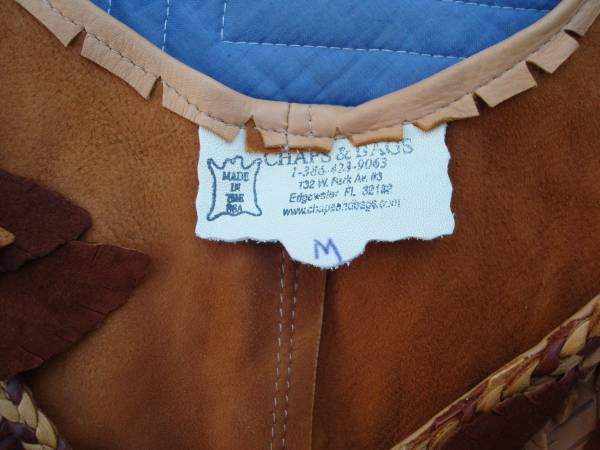 CHAPS & BAGS
1-386-423-9063
132 W. Park Av. #3
Edgewater FL 32132
www.chapsandbags.com
MADE
IN
THE
USA
M